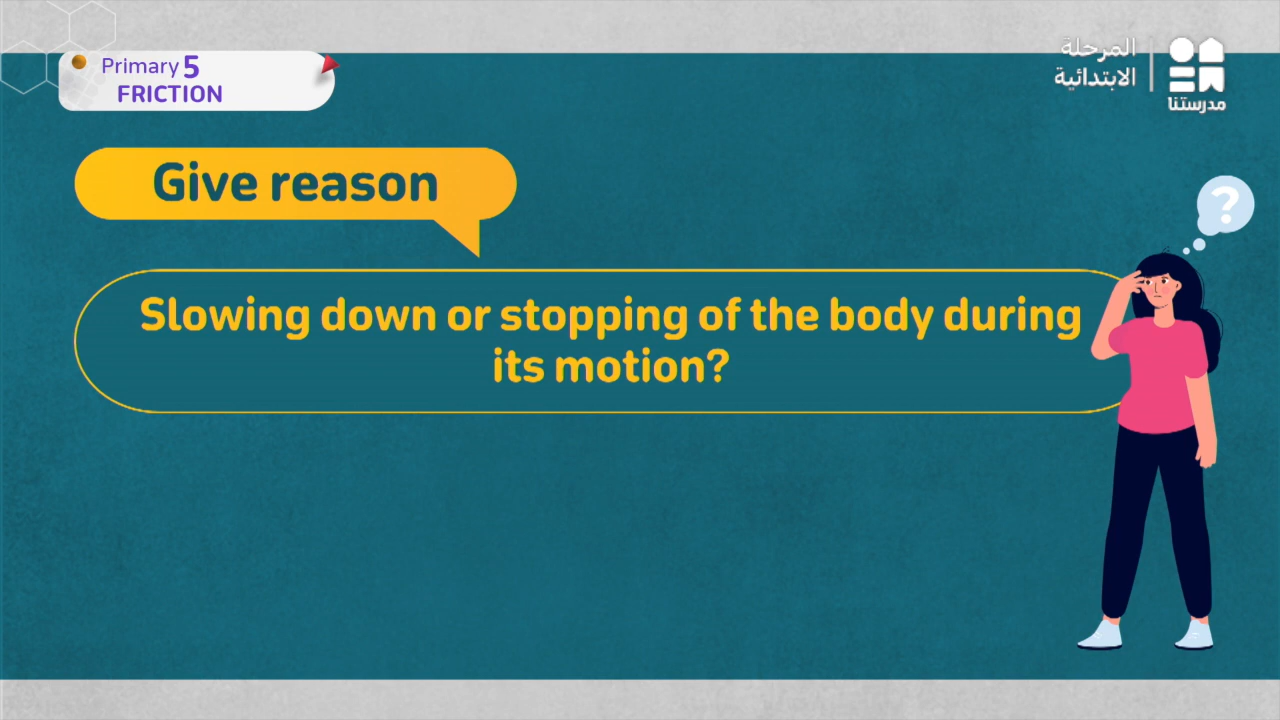 Primary 5
FRICTION
المرحلة
الابتدائية
مدرستنا
Give reason
?
Slowing down or stopping of the body during
its motion?